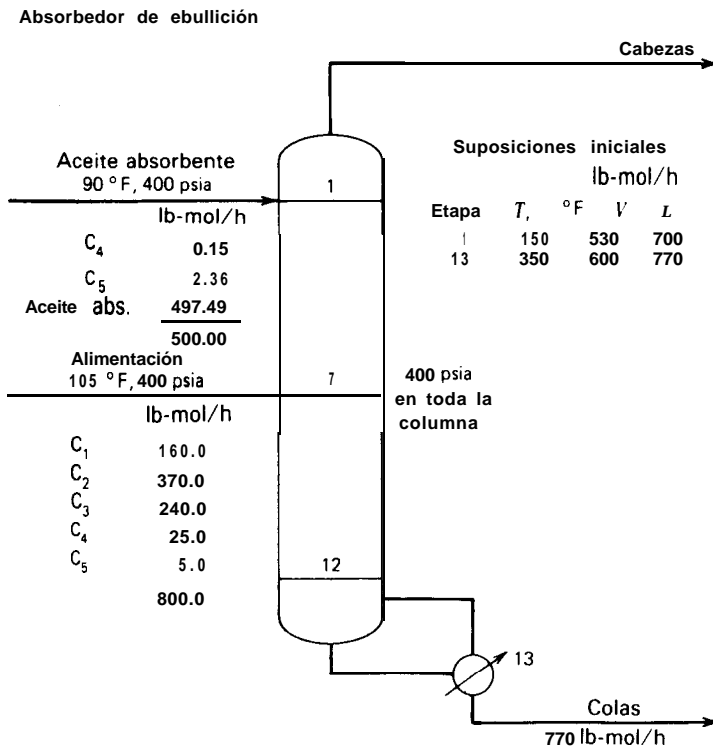 Absorbedor de ebullición
Cabezas
Aceite absorbente
90 °F, 400 psia
lb-mol/h
C4 0.15
C5 2.36
Aceite abs. 497.49
500.00
Alimentación
105 °F, 400 psia
lb-mol/h
C1 160.0
C2 370.0
C3 240.0
C4 25.0
C5 5.0
800.0
1
7
12
13
400 psia
en toda la
columna
Suposiciones iniciales
lb-mol/h
Etapa T, °F V L
1 150 530 700
13 350 600 770
Colas
770 lb-mol/h